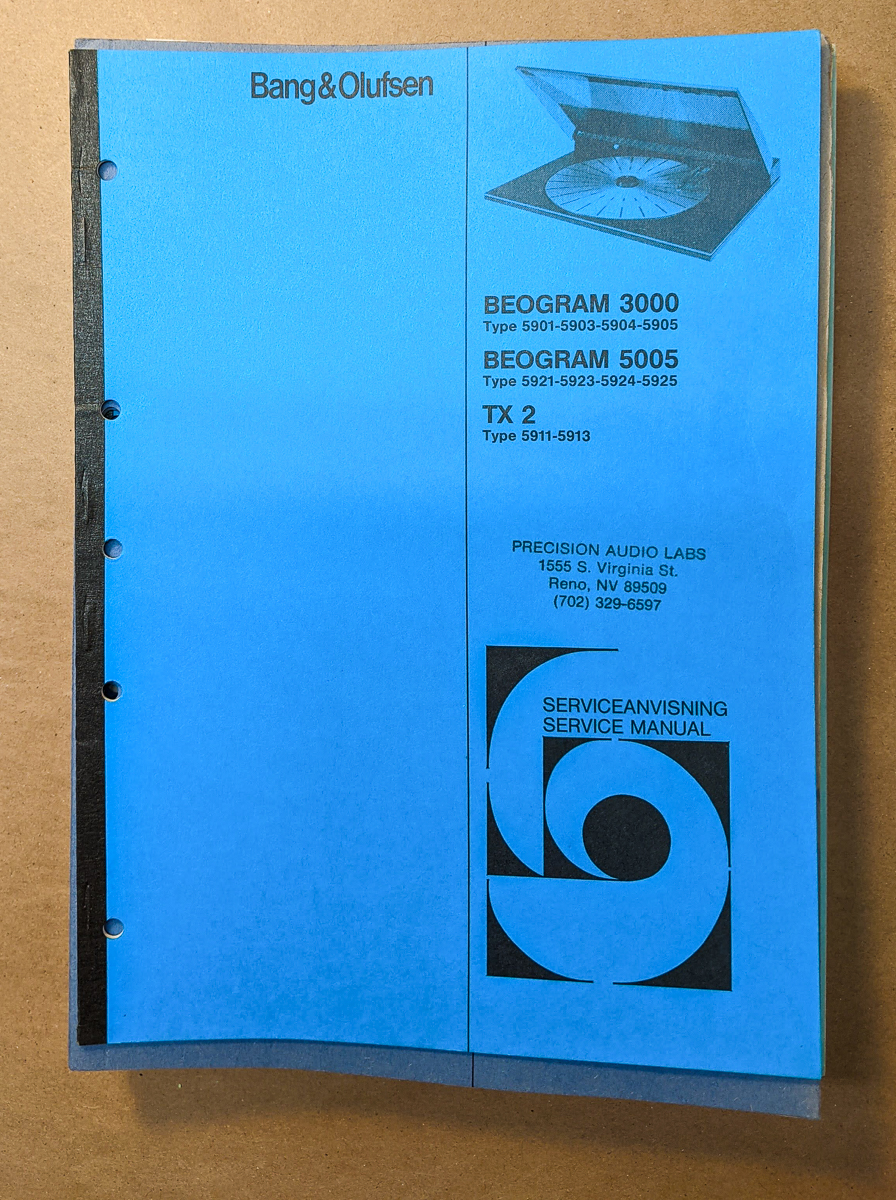 Bang&Olufsen
BEOGRAM 3000
Type 5901-5903-5904-5905
BEOGRAM 5005
Type 5921-5923-5924-5925
TX 2
Type 5911-5913
PRECISION AUDIO LABS
1555 S. Virginia St.
Reno, NV 89509
(702) 329-6597
SERVICEANVISNING
SERVICE MANUAL